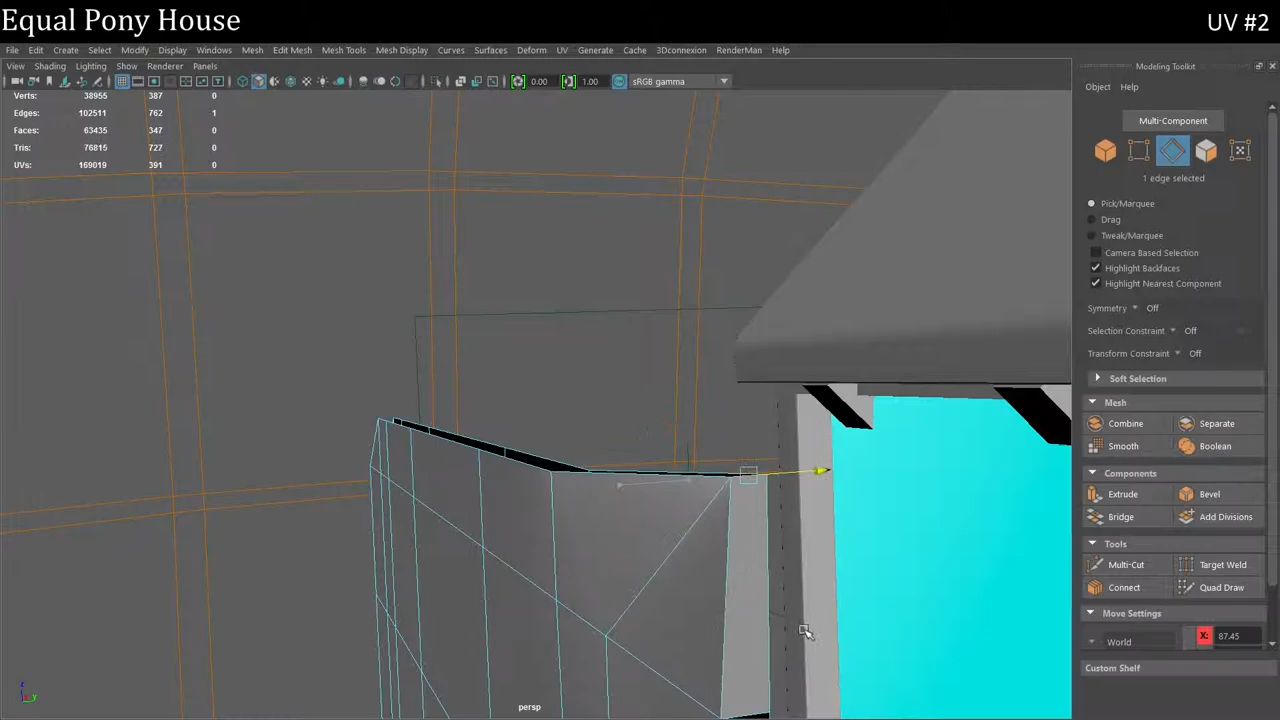 Equal Pony House
UV #2
File Edit Create Select Modify Display Windows Mesh Edit Mesh Mesh Tools Mesh Display Curves Surfaces Deform UV Generate Cache 3Dconnexion RenderMan Help
View Shading Lighting Show Renderer Panels
0.00 1.00 sRGB gamma
Verts: 38955 387 0
Edges: 102511 762 1
Faces: 63435 347 0
Tris: 76815 727 0
UVs: 169019 391 0
persp
Modeling Toolkit
Object Help
Multi-Component
1 edge selected
Pick/Marquee
Drag
Tweak/Marquee
Camera Based Selection
Highlight Backfaces
Highlight Nearest Component
Symmetry Off
Selection Constraint Off
Transform Constraint Off
Soft Selection
Mesh
Combine Separate
Smooth Boolean
Components
Extrude Bevel
Bridge Add Divisions
Tools
Multi-Cut Target Weld
Connect Quad Draw
Move Settings
World X: 87.45
Custom Shelf